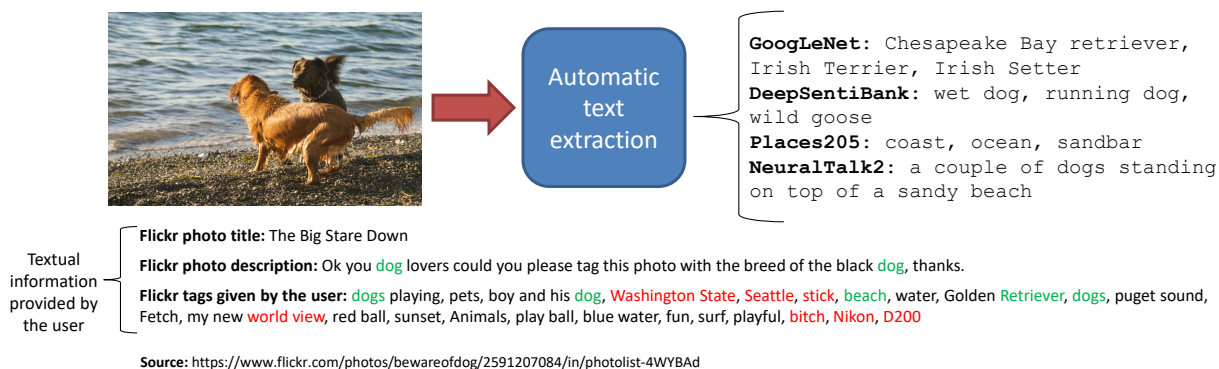 Automatic
text
extraction
GoogLeNet: Chesapeake Bay retriever,
Irish Terrier, Irish Setter
DeepSentiBank: wet dog, running dog,
wild goose
Places205: coast, ocean, sandbar
NeuralTalk2: a couple of dogs standing
on top of a sandy beach
Textual
information
provided by
the user
Flickr photo title: The Big Stare Down
Flickr photo description: Ok you dog lovers could you please tag this photo with the breed of the black dog, thanks.
Flickr tags given by the user: dogs playing, pets, boy and his dog, Washington State, Seattle, stick, beach, water, Golden Retriever, dogs, puget sound,
Fetch, my new world view, red ball, sunset, Animals, play ball, blue water, fun, surf, playful, bitch, Nikon, D200
Source: https://www.flickr.com/photos/bewareofdog/2591207084/in/photolist-4WYBAd